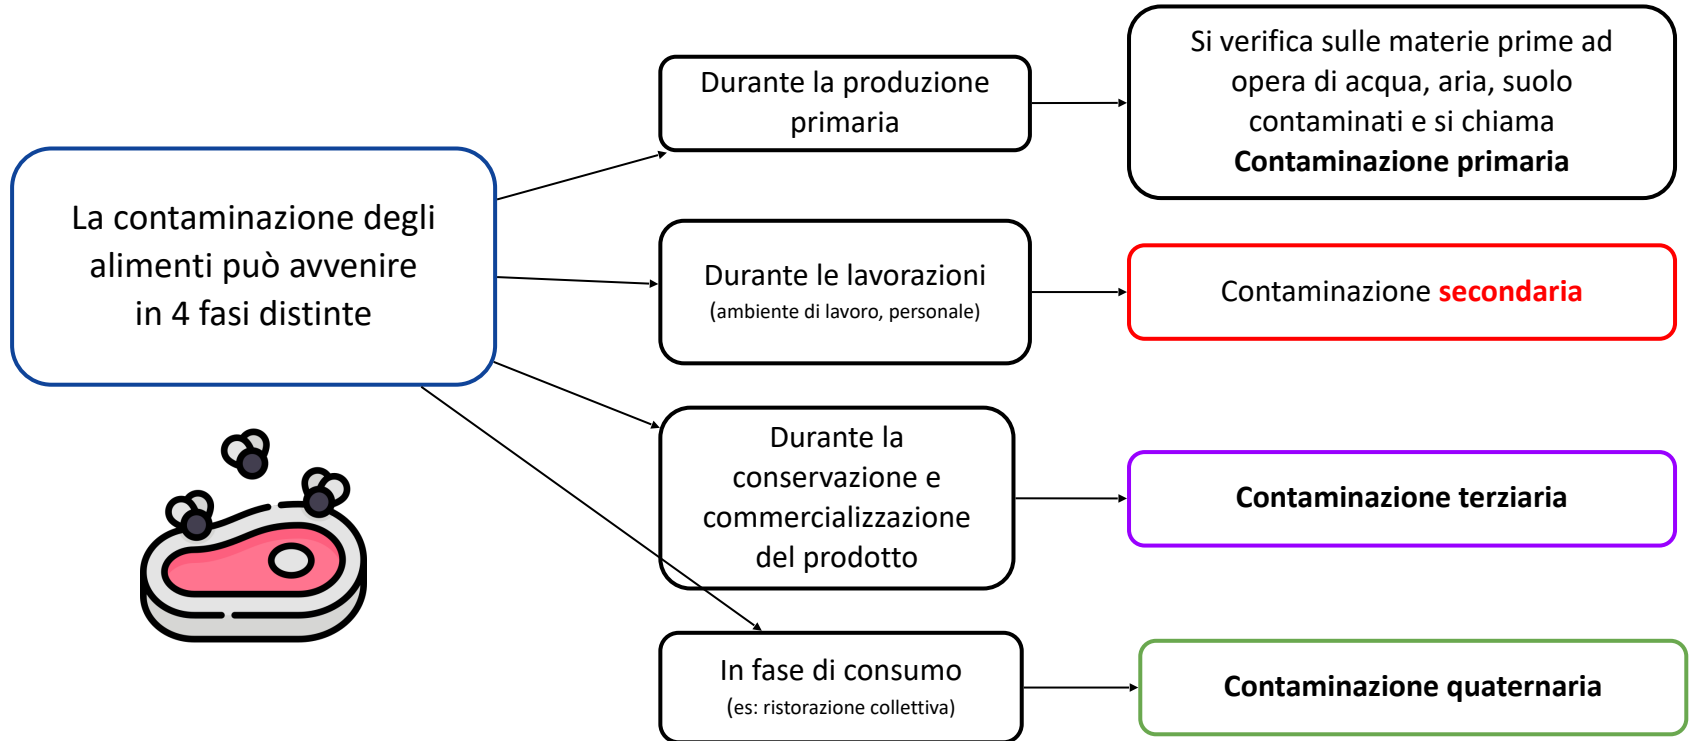 La contaminazione degli
alimenti può avvenire
in 4 fasi distinte
Durante la produzione
primaria
Si verifica sulle materie prime ad
opera di acqua, aria, suolo
contaminati e si chiama
Contaminazione primaria
Durante le lavorazioni
(ambiente di lavoro, personale)
Contaminazione secondaria
Durante la
conservazione e
commercializzazione
del prodotto
Contaminazione terziaria
In fase di consumo
(es: ristorazione collettiva)
Contaminazione quaternaria